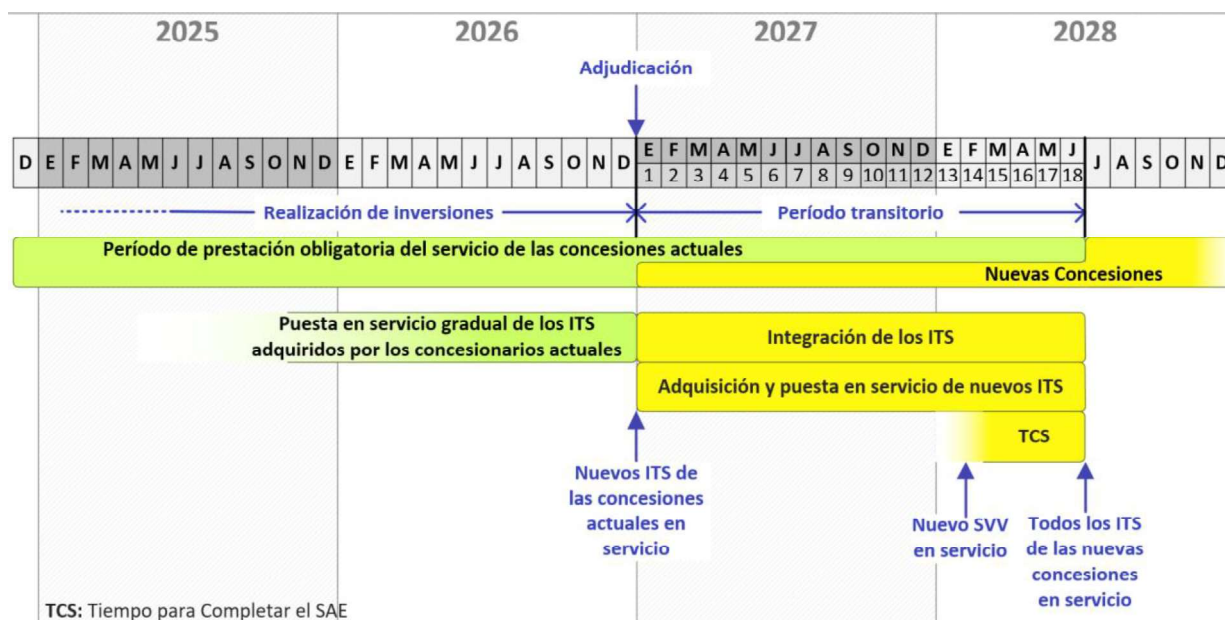 2025 2026 2027 2028
Adjudicación
D E F M A M J J A S O N D E F M A M J J A S O N D E F M A M J J A S O N D E F M A M J J A S O N D
1 2 3 4 5 6 7 8 9 10 11 12 13 14 15 16 17 18
Realización de inversiones
Período transitorio
Período de prestación obligatoria del servicio de las concesiones actuales
Nuevas Concesiones
Puesta en servicio gradual de los ITS
adquiridos por los concesionarios actuales
Integración de los ITS
Adquisición y puesta en servicio de nuevos ITS
TCS
Nuevos ITS de
las concesiones
actuales en
servicio
Nuevo SVV
en servicio
Todos los ITS
de las nuevas
concesiones
en servicio
TCS: Tiempo para Completar el SAE